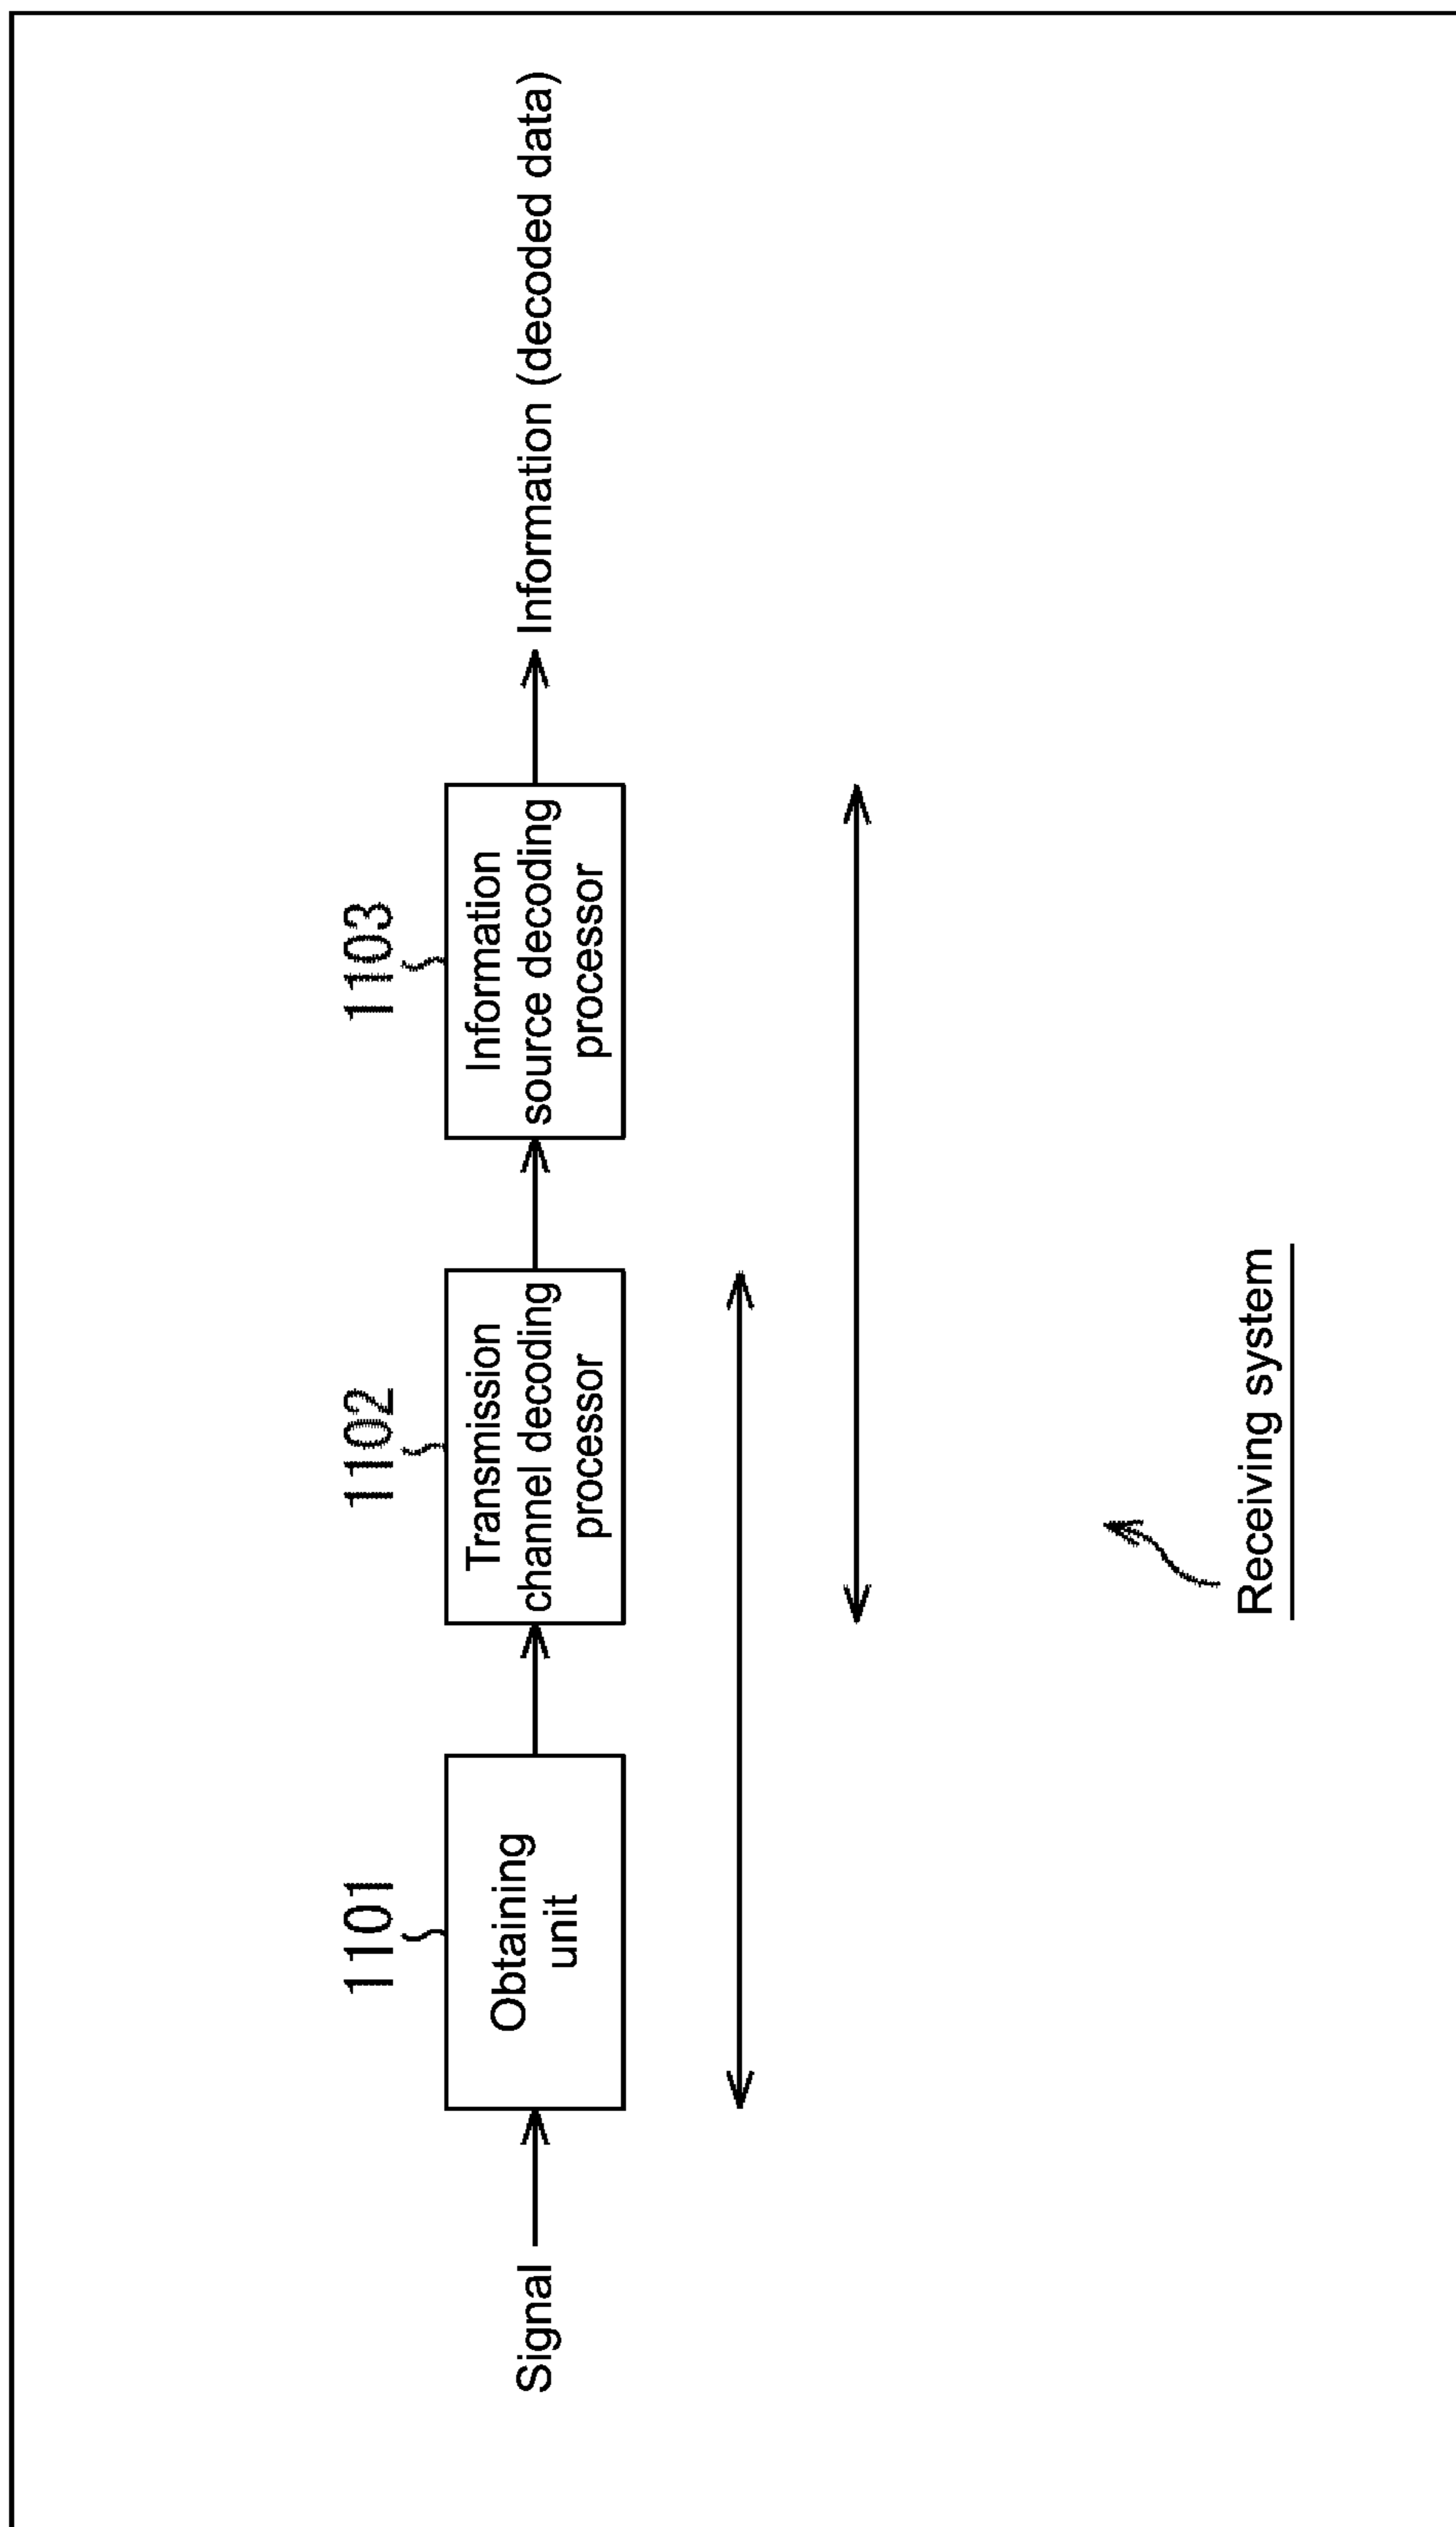 1101
1102
1103
Signal
Obtaining
unit
Transmission
channel decoding
processor
Information
source decoding
processor
Information (decoded data)
Receiving system